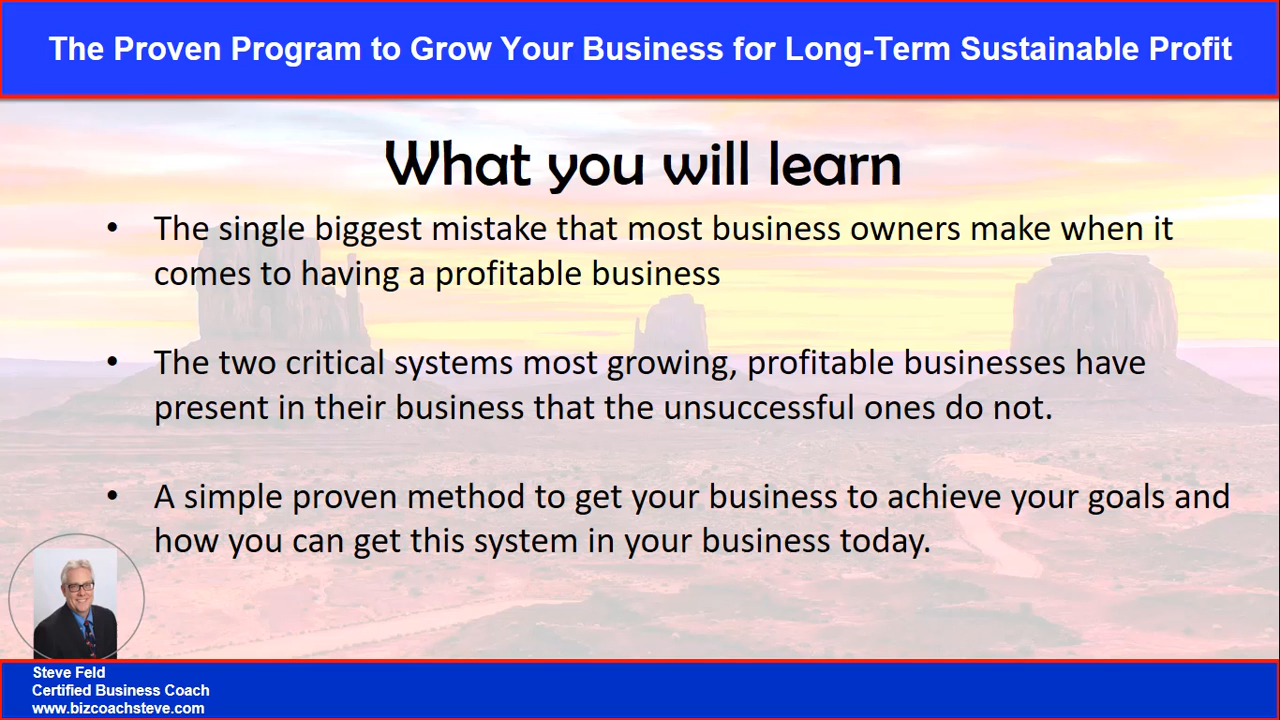 The Proven Program to Grow Your Business for Long-Term Sustainable Profit
What you will learn
• The single biggest mistake that most business owners make when it
comes to having a profitable business
• The two critical systems most growing, profitable businesses have
present in their business that the unsuccessful ones do not.
• A simple proven method to get your business to achieve your goals and
how you can get this system in your business today.
Steve Feld
Certified Business Coach
www.bizcoachsteve.com